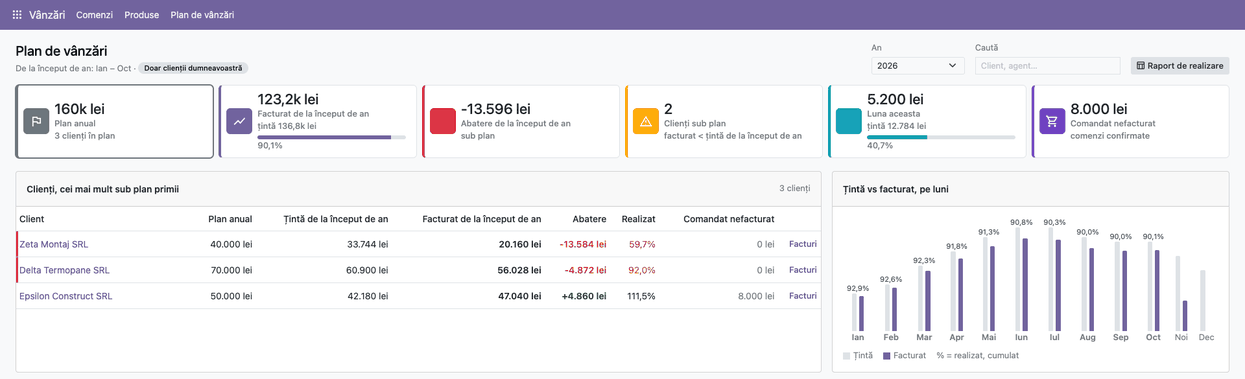 Vânzări Comenzi Produse Plan de vânzări
Plan de vânzări
De la început de an: Ian – Oct · Doar clienții dumneavoastră
An
2026
Caută
Client, agent...
Raport de realizare
160k lei
Plan anual
3 clienți în plan
123,2k lei
Facturat de la început de an
țintă 136,8k lei
90,1%
-13.596 lei
Abatere de la început de an
sub plan
2
Clienți sub plan
facturat < țintă de la început de an
5.200 lei
Luna aceasta
țintă 12.784 lei
40,7%
8.000 lei
Comandat nefacturat
comenzi confirmate
Clienți, cei mai mult sub plan primii 3 clienți
Client Plan anual Țintă de la început de an Facturat de la început de an Abatere Realizat Comandat nefacturat
Zeta Montaj SRL 40.000 lei 33.744 lei 20.160 lei -13.584 lei 59,7% 0 lei Facturi
Delta Termopane SRL 70.000 lei 60.900 lei 56.028 lei -4.872 lei 92,0% 0 lei Facturi
Epsilon Construct SRL 50.000 lei 42.180 lei 47.040 lei +4.860 lei 111,5% 8.000 lei Facturi
Țintă vs facturat, pe luni
92,9% 92,6% 92,3% 91,8% 91,3% 90,8% 90,3% 90,0% 90,0% 90,1%
Ian Feb Mar Apr Mai Iun Iul Aug Sep Oct Noi Dec
Țintă Facturat % = realizat, cumulat